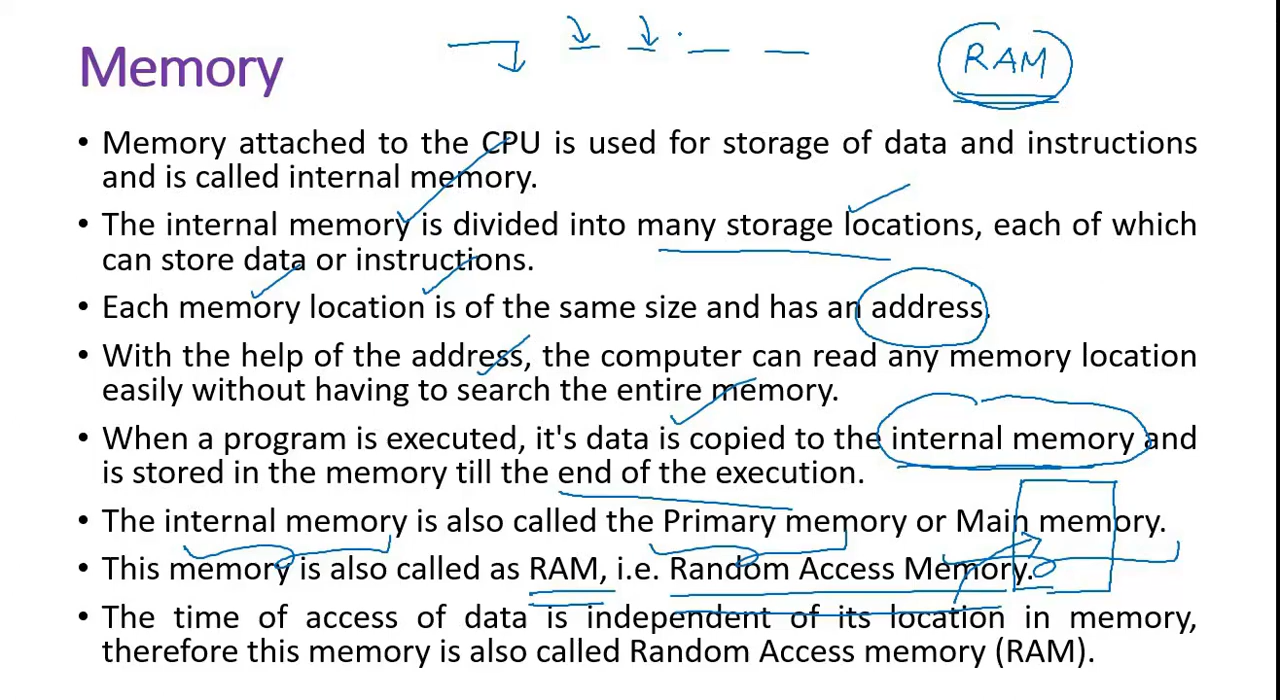 Memory
RAM
• Memory attached to the CPU is used for storage of data and instructions
and is called internal memory.
• The internal memory is divided into many storage locations, each of which
can store data or instructions.
• Each memory location is of the same size and has an address.
• With the help of the address, the computer can read any memory location
easily without having to search the entire memory.
• When a program is executed, it's data is copied to the internal memory and
is stored in the memory till the end of the execution.
• The internal memory is also called the Primary memory or Main memory.
• This memory is also called as RAM, i.e. Random Access Memory.
• The time of access of data is independent of its location in memory,
therefore this memory is also called Random Access memory (RAM).